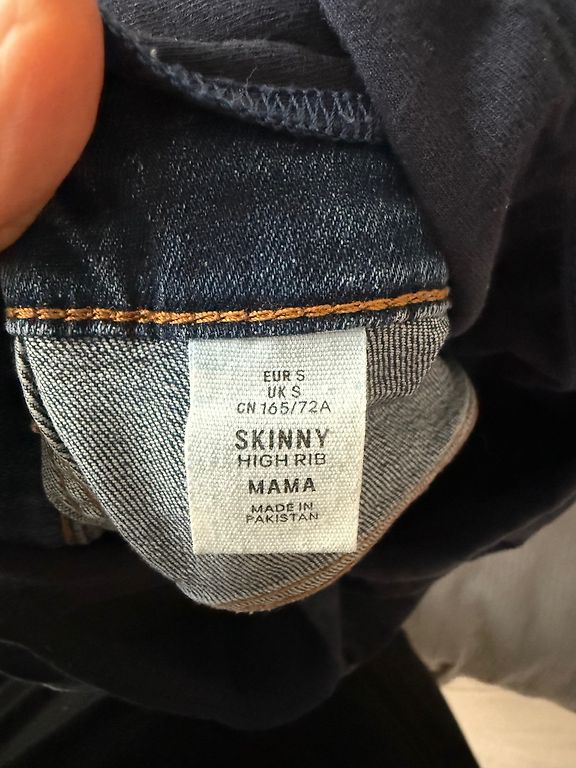 EUR S
UK S
CN 165/72A
SKINNY
HIGH RIB
MAMA
MADE IN
PAKISTAN